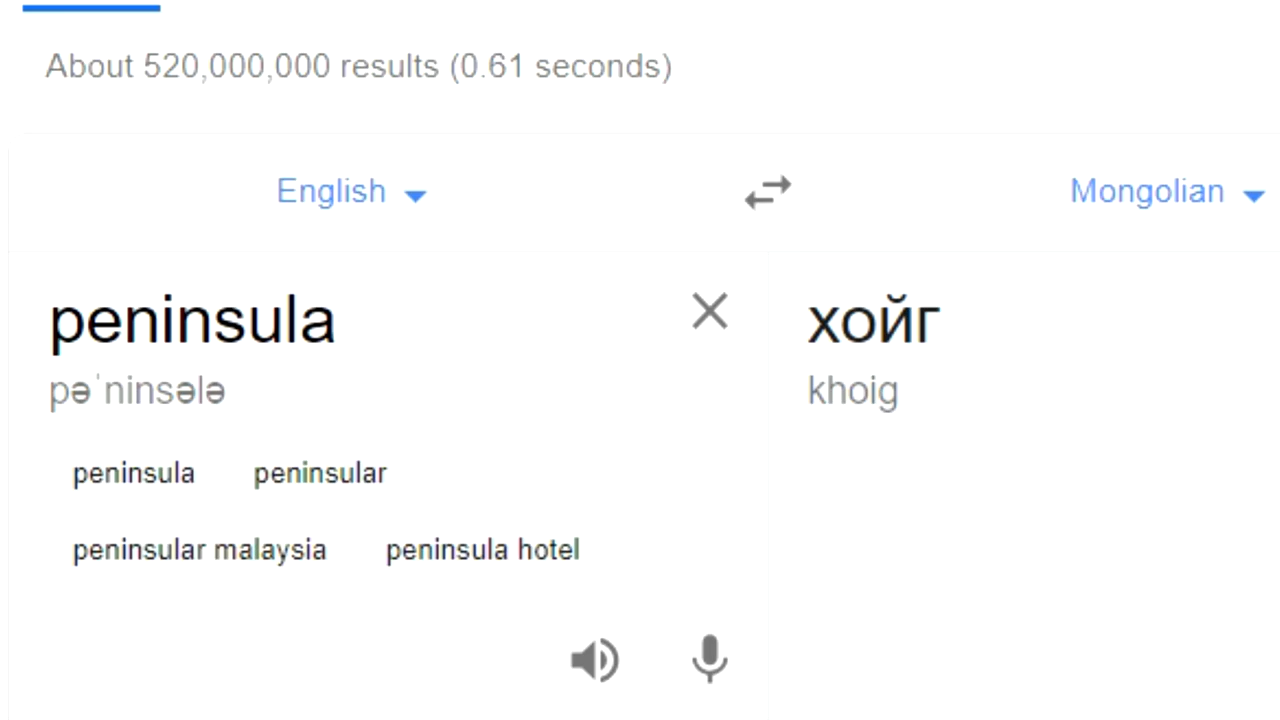 About 520,000,000 results (0.61 seconds)
English Mongolian
peninsula хойг
pəˈninsələ khoig
peninsula peninsular
peninsular malaysia peninsula hotel